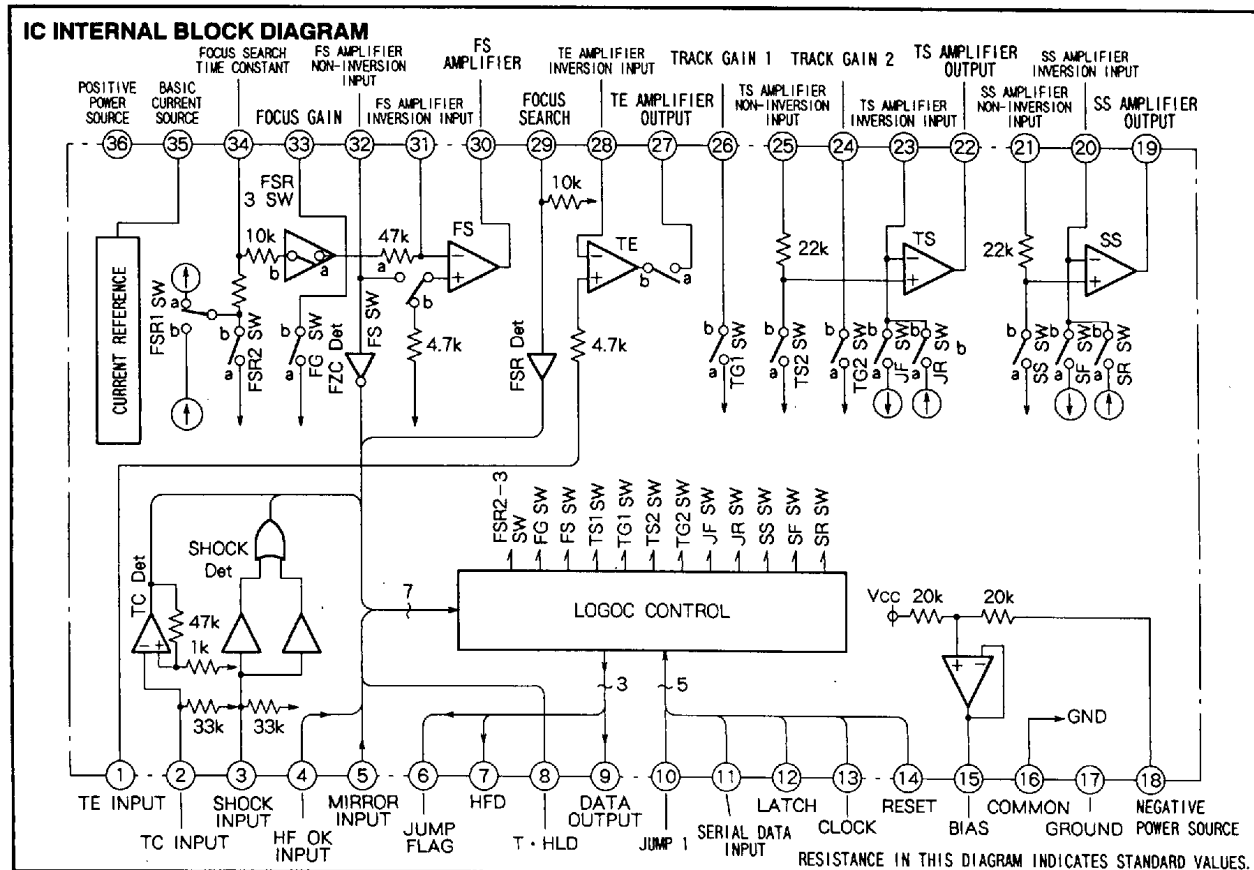 IC INTERNAL BLOCK DIAGRAM
POSITIVE
POWER
SOURCE
BASIC
CURRENT
SOURCE
FOCUS SEARCH
TIME CONSTANT
FOCUS GAIN
FS AMPLIFIER
NON-INVERSION
INPUT
FS AMPLIFIER
INVERSION INPUT
FS
AMPLIFIER
FOCUS
SEARCH
TE AMPLIFIER
INVERSION INPUT
TE AMPLIFIER
OUTPUT
TRACK GAIN 1
TS AMPLIFIER
NON-INVERSION
INPUT
TRACK GAIN 2
TS AMPLIFIER
INVERSION INPUT
TS AMPLIFIER
OUTPUT
SS AMPLIFIER
NON-INVERSION
INPUT
SS AMPLIFIER
INVERSION INPUT
SS AMPLIFIER
OUTPUT
36 35 34 33 32 31 30 29 28 27 26 25 24 23 22 21 20 19
CURRENT REFERENCE
FSR1 SW
a
b
FSR
3 SW
10k
b
a
b
a
FSR2 SW
b
a
FG SW
FZC Det
FS SW
47k
a
b
4.7k
FS
- +
10k
FSR Det
TE
- +
b
a
4.7k
b
a
TG1 SW
22k
b
a
TS2 SW
b
a
TG2 SW
TS
- +
b
a
JF SW
b
a
JR SW
b
22k
b
a
SS SW
SS
- +
b
a
SF SW
b
a
SR SW
FSR2-3
SW
FG SW
FS SW
TS1 SW
TG1 SW
TS2 SW
TG2 SW
JF SW
JR SW
SS SW
SF SW
SR SW
LOGOC CONTROL
7
3
5
TC Det
- +
47k
1k
SHOCK
Det
33k
33k
Vcc
20k
20k
+ -
GND
1 2 3 4 5 6 7 8 9 10 11 12 13 14 15 16 17 18
TE INPUT
TC INPUT
SHOCK
INPUT
HF OK
INPUT
MIRROR
INPUT
JUMP
FLAG
HFD
T・HLD
DATA
OUTPUT
JUMP 1
SERIAL DATA
INPUT
LATCH
CLOCK
RESET
BIAS
COMMON
GROUND
NEGATIVE
POWER SOURCE
RESISTANCE IN THIS DIAGRAM INDICATES STANDARD VALUES.